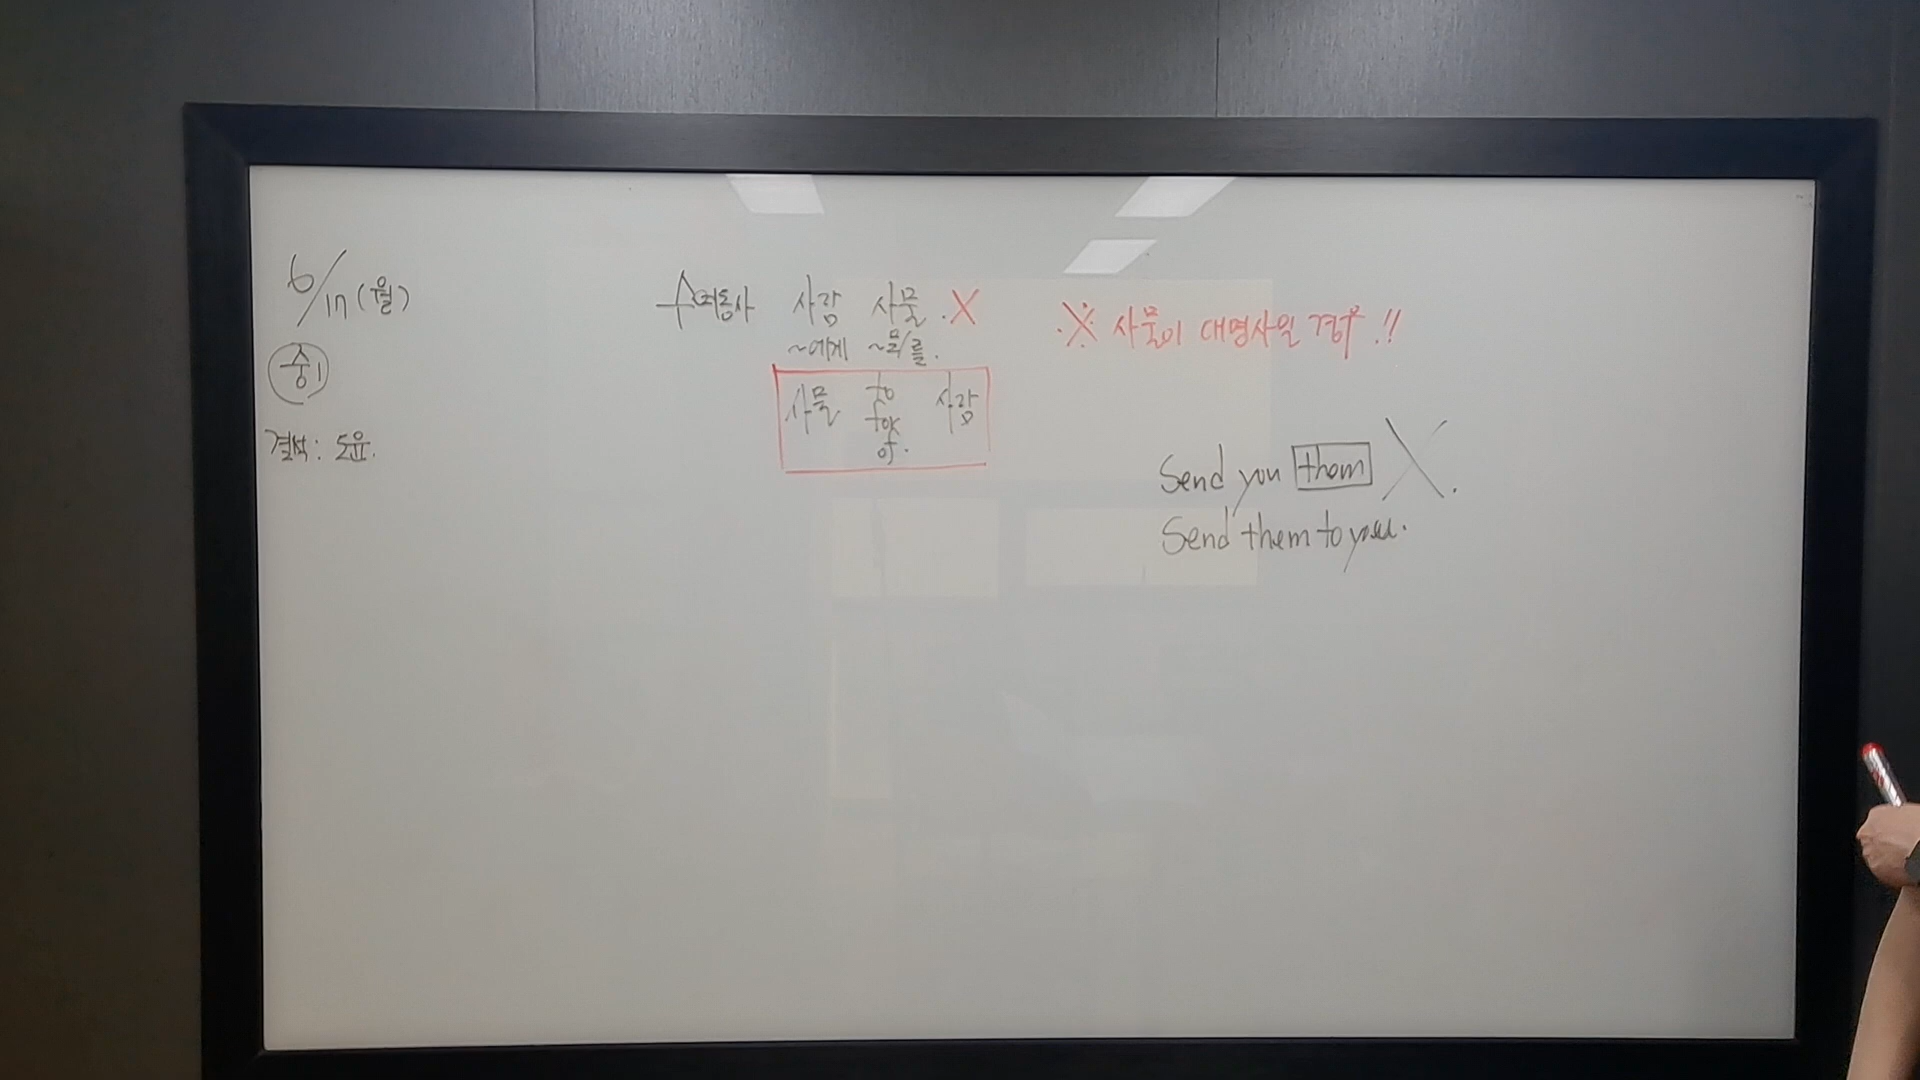 6/17(월)
중1
결석: 도윤.
수여동사 사람 사물. X
~에게 ~을/를.
사물 to 사람
for
of.
※ 사물이 대명사일 경우.!!
Send you them X.
Send them to you.